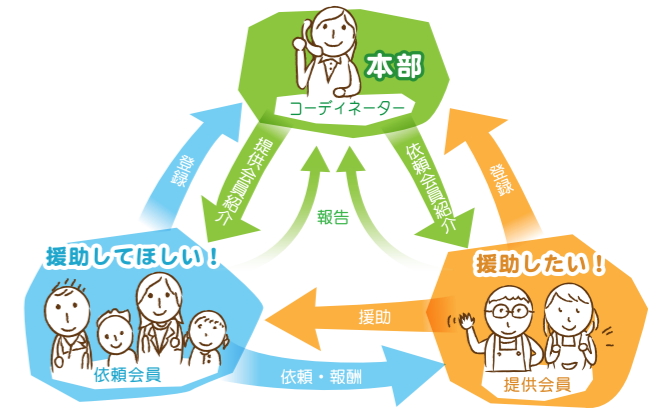 本部
コーディネーター
登録
提供会員紹介
依頼会員紹介
登録
報告
援助してほしい！
援助したい！
援助
依頼会員
依頼・報酬
提供会員